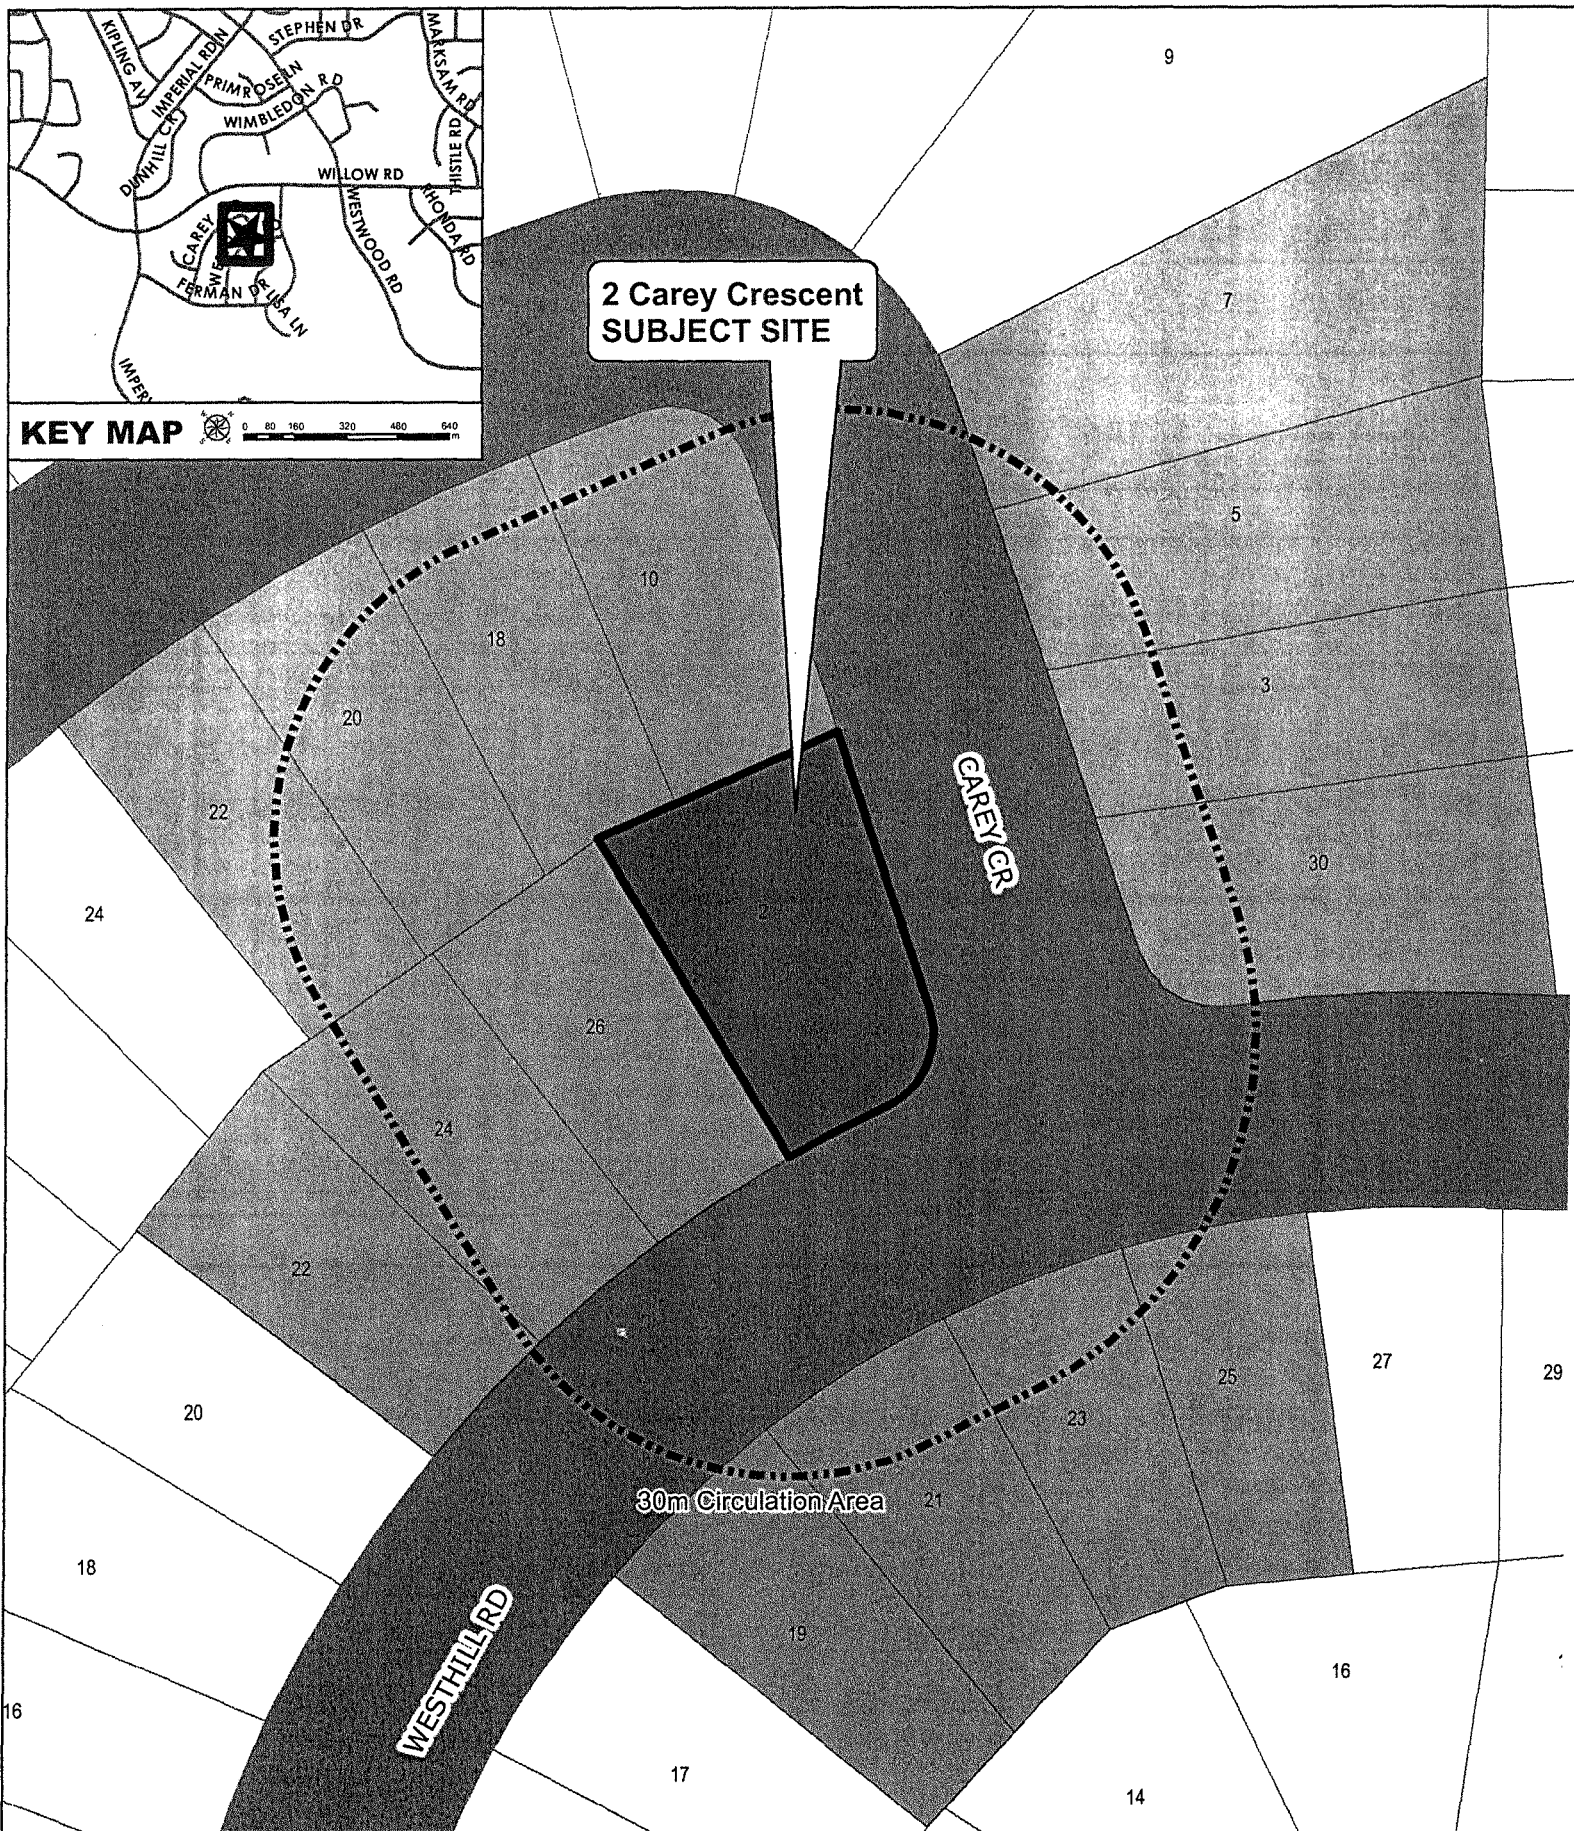 KIPLING AV
IMPERIAL RD N
STEPHEN DR
MARKSAM RD
PRIMROSE LN
WIMBLEDON RD
DUNHILL CR
THISTLE RD
WILLOW RD
WESTWOOD RD
RHONDA RD
CAREY
WE
FERMAN DR
LISA LN
IMPER
KEY MAP
0 80 160 320 480 640
m
2 Carey Crescent
SUBJECT SITE
9
7
5
10
18
3
20
22
CAREY CR
30
24
2
26
24
22
27
29
25
20
23
30m Circulation Area
21
18
WESTHILL RD
19
16
16
17
14